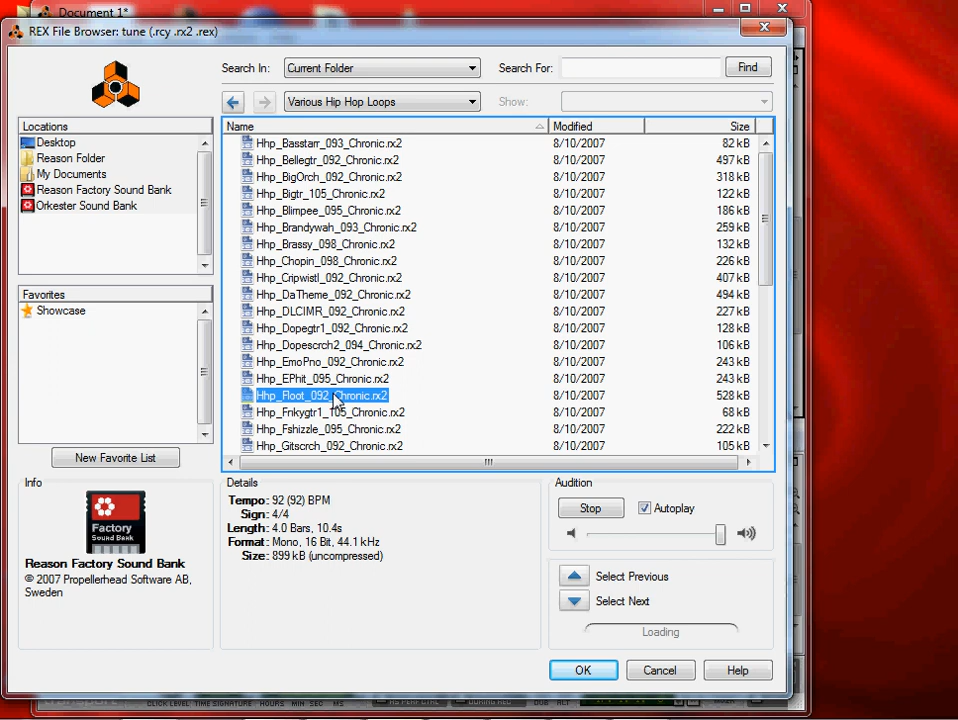 Document 1*
REX File Browser: tune (.rcy .rx2 .rex)
Search In: Current Folder Search For: Find
Various Hip Hop Loops Show:
Locations
Desktop
Reason Folder
My Documents
Reason Factory Sound Bank
Orkester Sound Bank
Favorites
Showcase
New Favorite List
Name Modified Size
Hhp_Basstarr_093_Chronic.rx2 8/10/2007 82 kB
Hhp_Bellegtr_092_Chronic.rx2 8/10/2007 497 kB
Hhp_BigOrch_092_Chronic.rx2 8/10/2007 318 kB
Hhp_Bigtr_105_Chronic.rx2 8/10/2007 122 kB
Hhp_Blimpee_095_Chronic.rx2 8/10/2007 186 kB
Hhp_Brandywah_093_Chronic.rx2 8/10/2007 259 kB
Hhp_Brassy_098_Chronic.rx2 8/10/2007 132 kB
Hhp_Chopin_098_Chronic.rx2 8/10/2007 226 kB
Hhp_Cripwistl_092_Chronic.rx2 8/10/2007 407 kB
Hhp_DaTheme_092_Chronic.rx2 8/10/2007 494 kB
Hhp_DLCIMR_092_Chronic.rx2 8/10/2007 227 kB
Hhp_Dopegtr1_092_Chronic.rx2 8/10/2007 128 kB
Hhp_Dopescrch2_094_Chronic.rx2 8/10/2007 106 kB
Hhp_EmoPno_092_Chronic.rx2 8/10/2007 243 kB
Hhp_EPhit_095_Chronic.rx2 8/10/2007 243 kB
Hhp_Floot_092_Chronic.rx2 8/10/2007 528 kB
Hhp_Fnkygtr1_105_Chronic.rx2 8/10/2007 68 kB
Hhp_Fshizzle_095_Chronic.rx2 8/10/2007 222 kB
Hhp_Gitscrch_092_Chronic.rx2 8/10/2007 105 kB
Info
Factory
Sound Bank
Reason Factory Sound Bank
© 2007 Propellerhead Software AB,
Sweden
Details
Tempo: 92 (92) BPM
Sign: 4/4
Length: 4.0 Bars, 10.4s
Format: Mono, 16 Bit, 44.1 kHz
Size: 899 kB (uncompressed)
Audition
Stop Autoplay
Select Previous
Select Next
Loading
OK Cancel Help
CLICK LEVEL TIME SIGNATURE HOURS MIN SEC MS